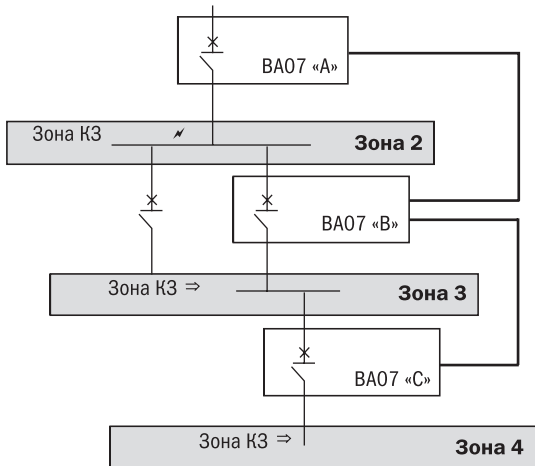 ВА07 «А»
Зона КЗ
Зона 2
ВА07 «В»
Зона КЗ ⇒
Зона 3
ВА07 «С»
Зона КЗ ⇒
Зона 4